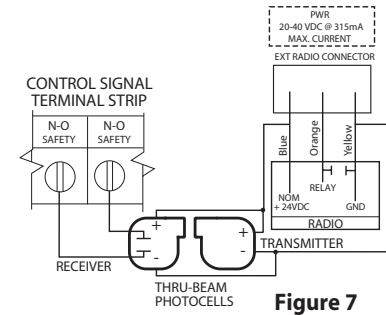 PWR
20-40 VDC @ 315mA
MAX. CURRENT
EXT RADIO CONNECTOR
CONTROL SIGNAL
TERMINAL STRIP
N-O
SAFETY
N-O
SAFETY
Blue
Orange
Yellow
RELAY
NOM
+ 24VDC
GND
RADIO
+
-
+
-
TRANSMITTER
RECEIVER
THRU-BEAM
PHOTOCELLS
Figure 7